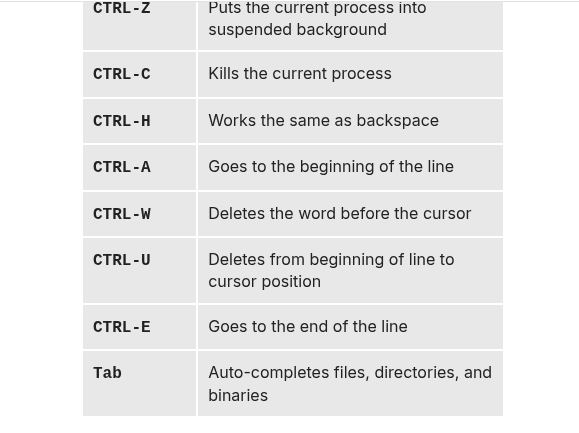 CTRL-Z Puts the current process into
suspended background
CTRL-C Kills the current process
CTRL-H Works the same as backspace
CTRL-A Goes to the beginning of the line
CTRL-W Deletes the word before the cursor
CTRL-U Deletes from beginning of line to
cursor position
CTRL-E Goes to the end of the line
Tab Auto-completes files, directories, and
binaries